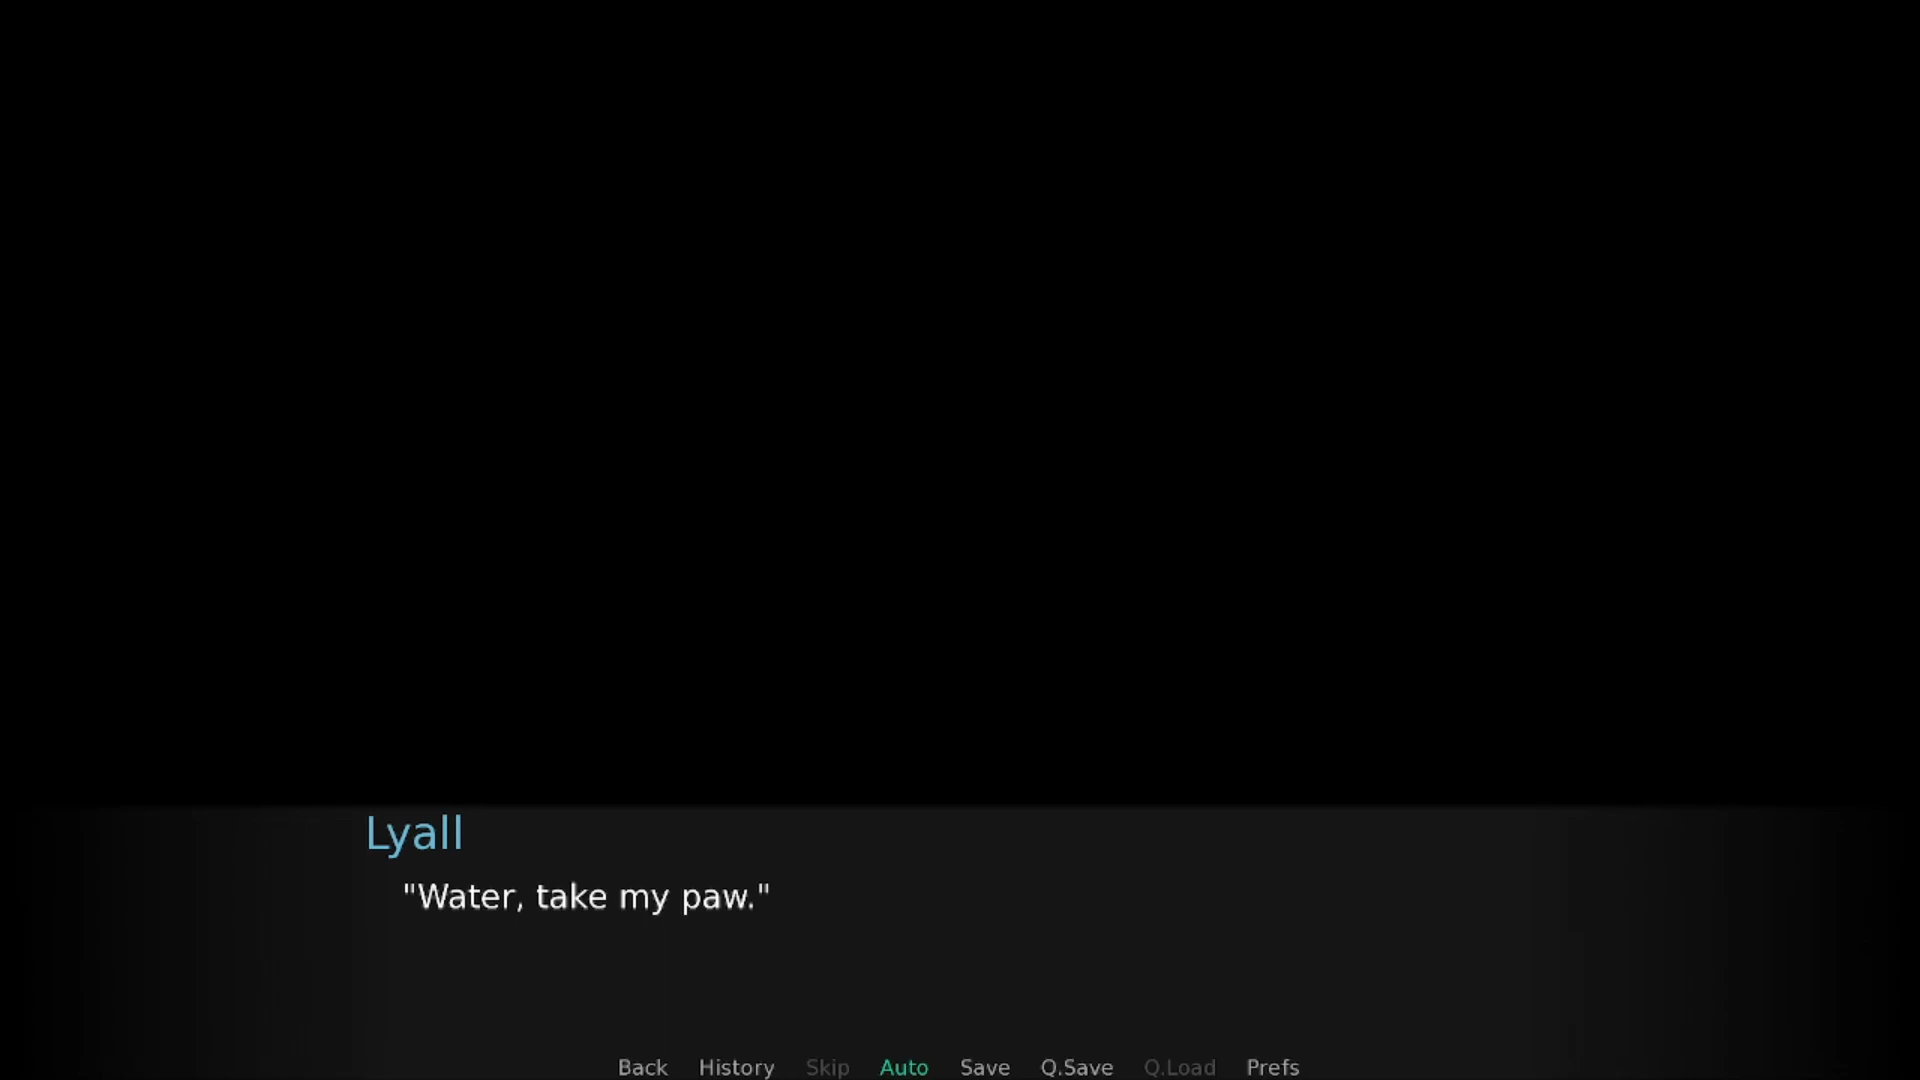 Lyall
"Water, take my paw."
Back History Skip Auto Save Q.Save Q.Load Prefs